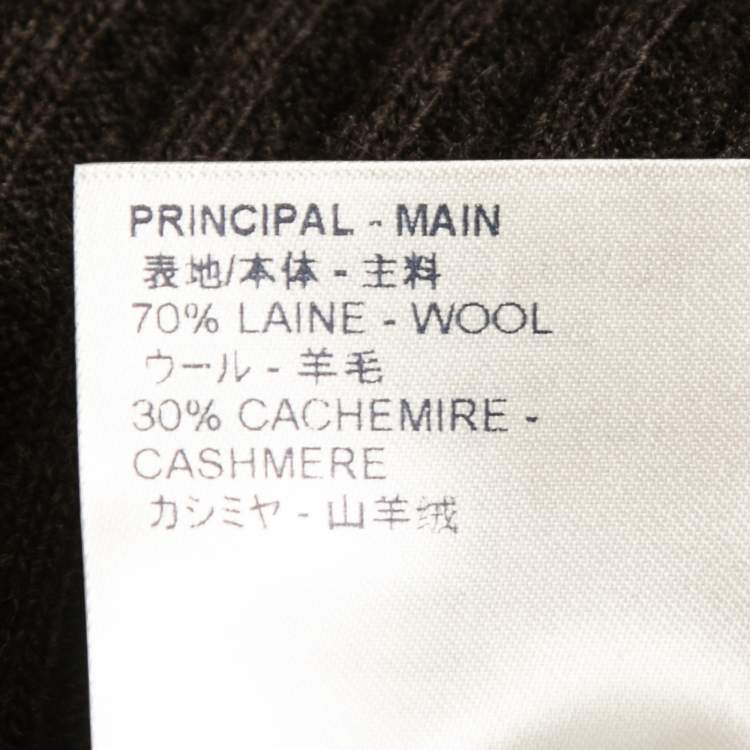 PRINCIPAL - MAIN
表地/本体 - 主料
70% LAINE - WOOL
ウール - 羊毛
30% CACHEMIRE -
CASHMERE
カシミヤ - 山羊绒